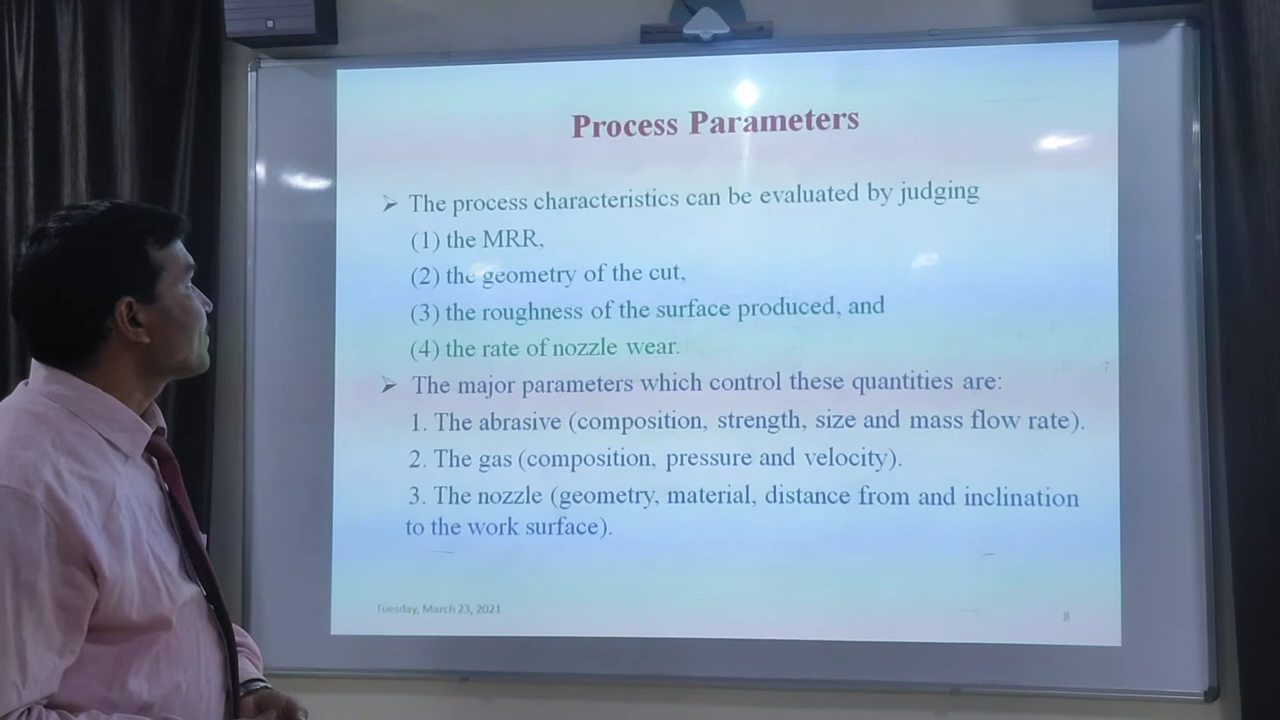 Process Parameters
➤ The process characteristics can be evaluated by judging
(1) the MRR,
(2) the geometry of the cut,
(3) the roughness of the surface produced, and
(4) the rate of nozzle wear.
➤ The major parameters which control these quantities are:
1. The abrasive (composition, strength, size and mass flow rate).
2. The gas (composition, pressure and velocity).
3. The nozzle (geometry, material, distance from and inclination
to the work surface).
Tuesday, March 23, 2021
8